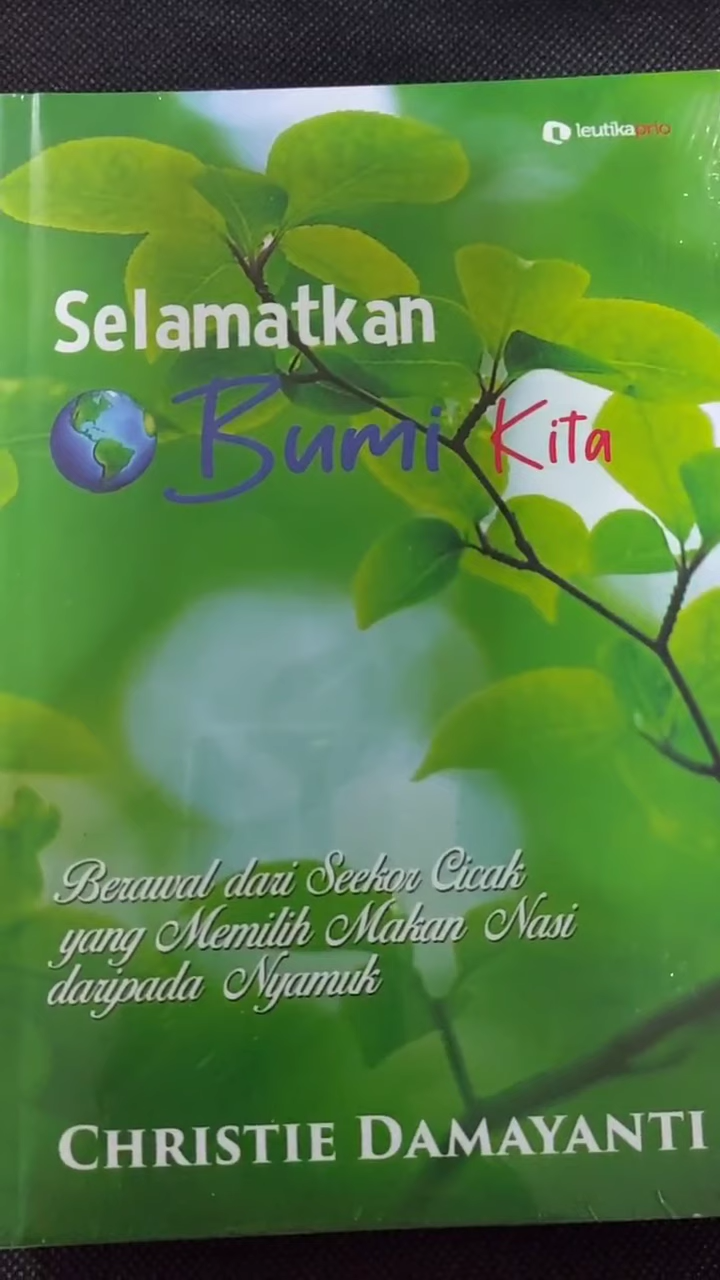 leutikaprio
Selamatkan
Bumi Kita
Berawal dari Seekor Cicak
yang Memilih Makan Nasi
daripada Nyamuk
CHRISTIE DAMAYANTI